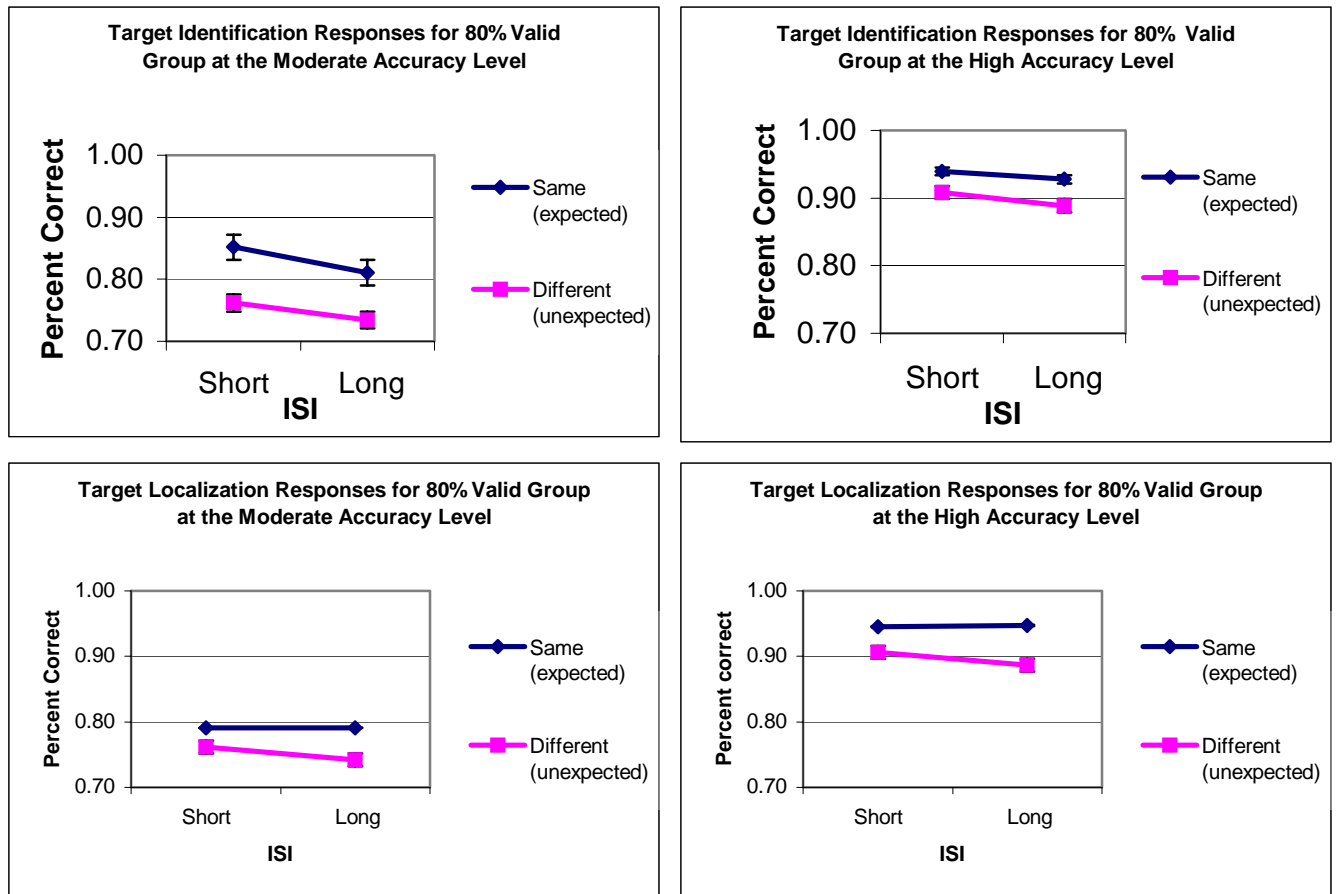 Target Identification Responses for 80% Valid
Group at the Moderate Accuracy Level
Percent Correct
1.00
0.90
0.80
0.70
Short Long
ISI
Same
(expected)
Different
(unexpected)
Target Identification Responses for 80% Valid
Group at the High Accuracy Level
Percent Correct
1.00
0.90
0.80
0.70
Short Long
ISI
Same
(expected)
Different
(unexpected)
Target Localization Responses for 80% Valid Group
at the Moderate Accuracy Level
Percent Correct
1.00
0.90
0.80
0.70
Short Long
ISI
Same
(expected)
Different
(unexpected)
Target Localization Responses for 80% Valid Group
at the High Accuracy Level
Percent correct
1.00
0.90
0.80
0.70
Short Long
ISI
Same
(expected)
Different
(unexpected)